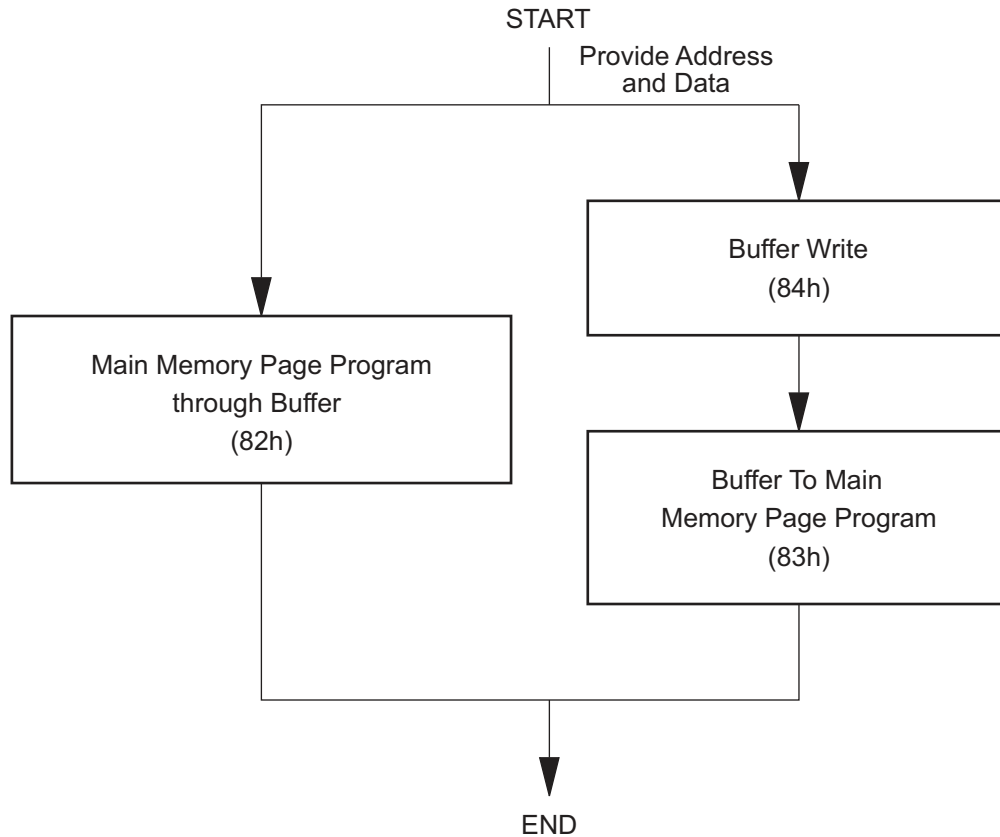 START
Provide Address
and Data
Buffer Write
(84h)
Main Memory Page Program
through Buffer
(82h)
Buffer To Main
Memory Page Program
(83h)
END